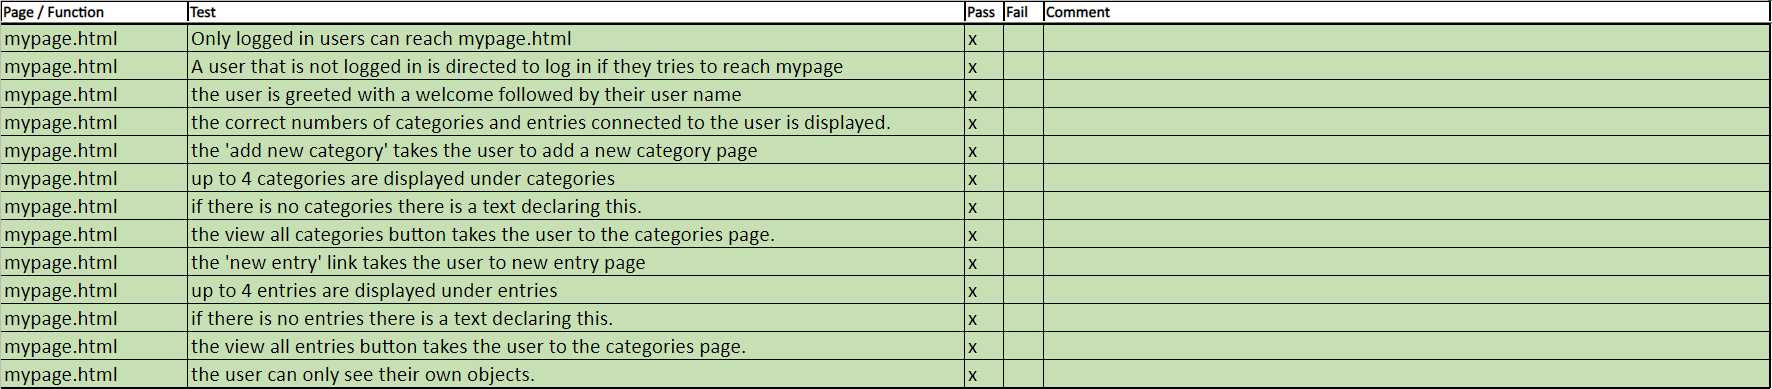 Page / Function Test Pass Fail Comment
mypage.html Only logged in users can reach mypage.html x
mypage.html A user that is not logged in is directed to log in if they tries to reach mypage x
mypage.html the user is greeted with a welcome followed by their user name x
mypage.html the correct numbers of categories and entries connected to the user is displayed. x
mypage.html the 'add new category' takes the user to add a new category page x
mypage.html up to 4 categories are displayed under categories x
mypage.html if there is no categories there is a text declaring this. x
mypage.html the view all categories button takes the user to the categories page. x
mypage.html the 'new entry' link takes the user to new entry page x
mypage.html up to 4 entries are displayed under entries x
mypage.html if there is no entries there is a text declaring this. x
mypage.html the view all entries button takes the user to the categories page. x
mypage.html the user can only see their own objects. x